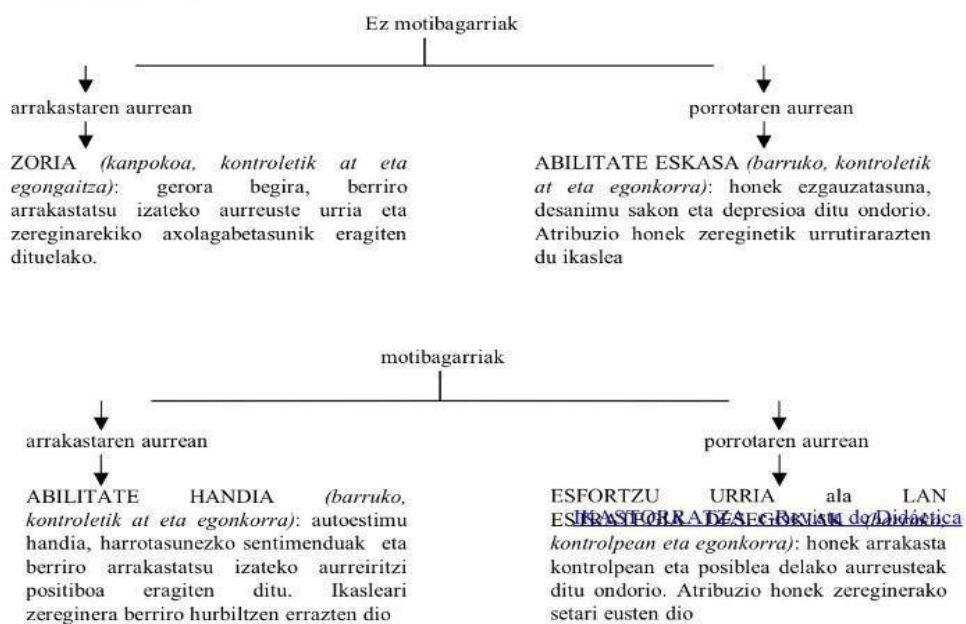 Ez motibagarriak
arrakastaren aurrean
porrotaren aurrean
ZORIA (kanpokoa, kontroletik at eta
egongaitza): gerora begira, berriro
arrakastatsu izateko aurreuste urria eta
zereginarekiko axolagabetasunik eragiten
dituelako.
ABILITATE ESKASA (barruko, kontroletik
at eta egonkorra): honek ezgauzatasuna,
desanimu sakon eta depresioa ditu ondorio.
Atribuzio honek zereginetik urrutirarazten
du ikaslea
motibagarriak
arrakastaren aurrean
porrotaren aurrean
ABILITATE HANDIA (barruko,
kontroletik at eta egonkorra): autoestimu
handia, harrotasunezko sentimenduak eta
berriro arrakastatsu izateko aurreiritzi
positiboa eragiten ditu. Ikasleari
zereginera berriro hurbiltzen errazten dio
ESFORTZU URRIA ala LAN
IKASTORRATZA. e-Revista de Didáctica
kontrolpean eta egonkorra): honek arrakasta
kontrolpean eta posiblea delako aurreusteak
ditu ondorio. Atribuzio honek zereginerako
setari eusten dio